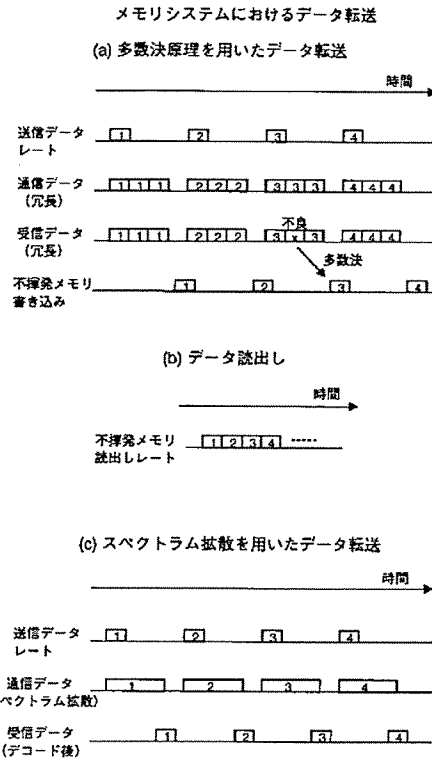 メモリシステムにおけるデータ転送
(a) 多数決原理を用いたデータ転送
時間
送信データ
レート
1 2 3 4
通信データ
(冗長)
1 1 1 2 2 2 3 3 3 4 4 4
不良
受信データ
(冗長)
1 1 1 2 2 2 3 x 3 4 4 4
多数決
不揮発メモリ
書き込み
1 2 3 4
(b) データ読出し
時間
不揮発メモリ
読出しレート
1 2 3 4 -----
(c) スペクトラム拡散を用いたデータ転送
時間
送信データ
レート
1 2 3 4
通信データ
ペクトラム拡散)
1 2 3 4
受信データ
(デコード後)
1 2 3 4